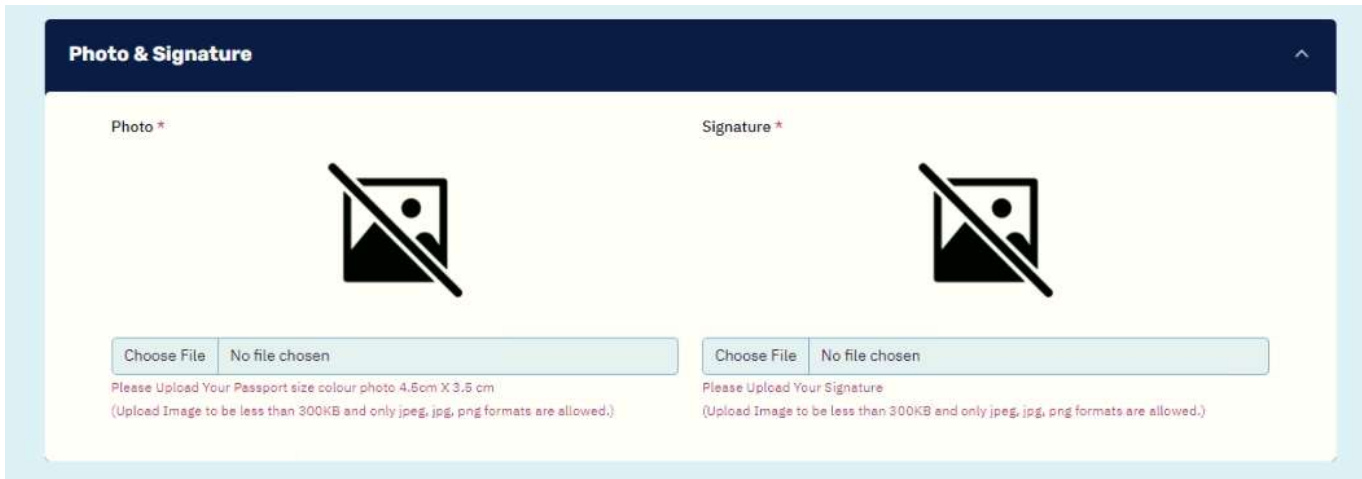 Photo & Signature
Photo *
Signature *
Choose File No file chosen
Choose File No file chosen
Please Upload Your Passport size colour photo 4.5cm X 3.5 cm
Please Upload Your Signature
(Upload Image to be less than 300KB and only jpeg, jpg, png formats are allowed.)
(Upload Image to be less than 300KB and only jpeg, jpg, png formats are allowed.)